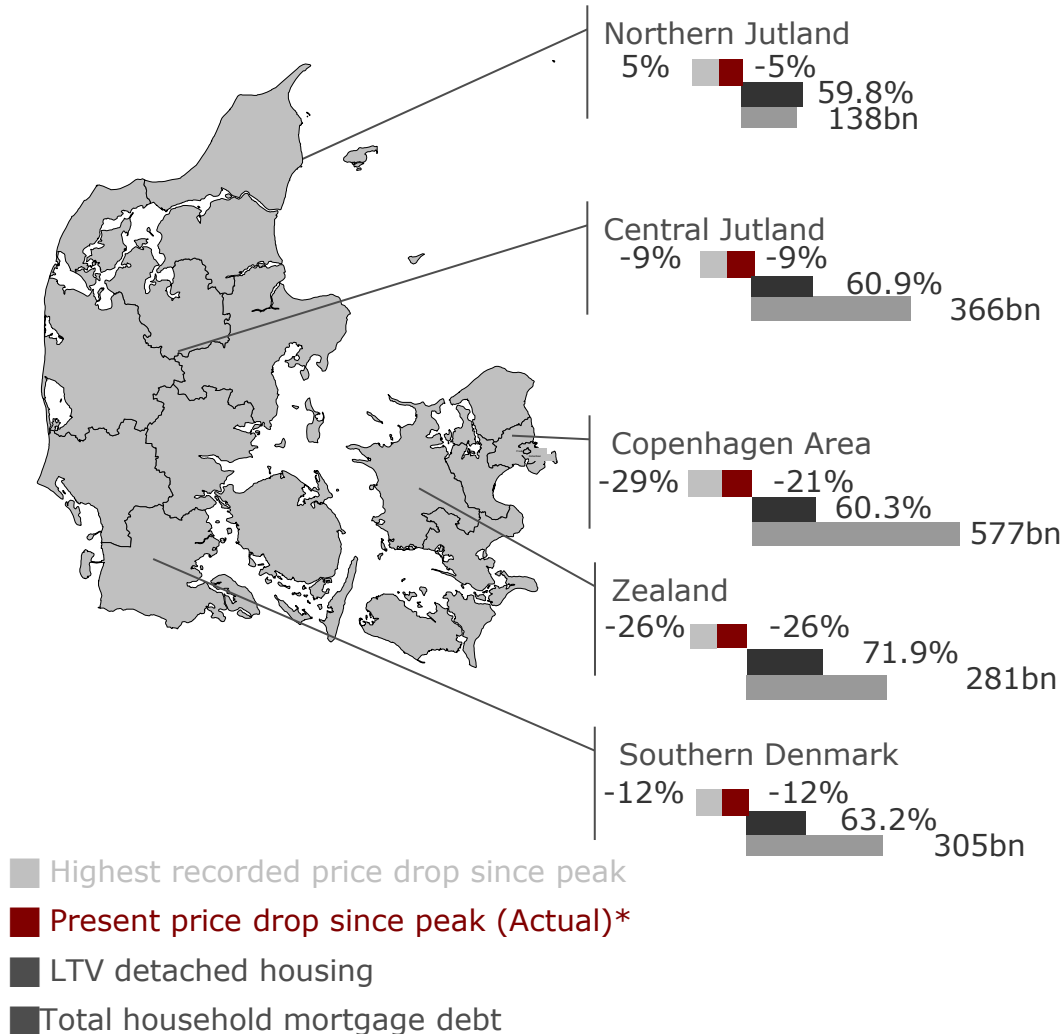 Northern Jutland
5% -5%
59.8%
138bn
Central Jutland
-9% -9%
60.9%
366bn
Copenhagen Area
-29% -21%
60.3%
577bn
Zealand
-26% -26%
71.9%
281bn
Southern Denmark
-12% -12%
63.2%
305bn
Highest recorded price drop since peak
Present price drop since peak (Actual)*
LTV detached housing
Total household mortgage debt